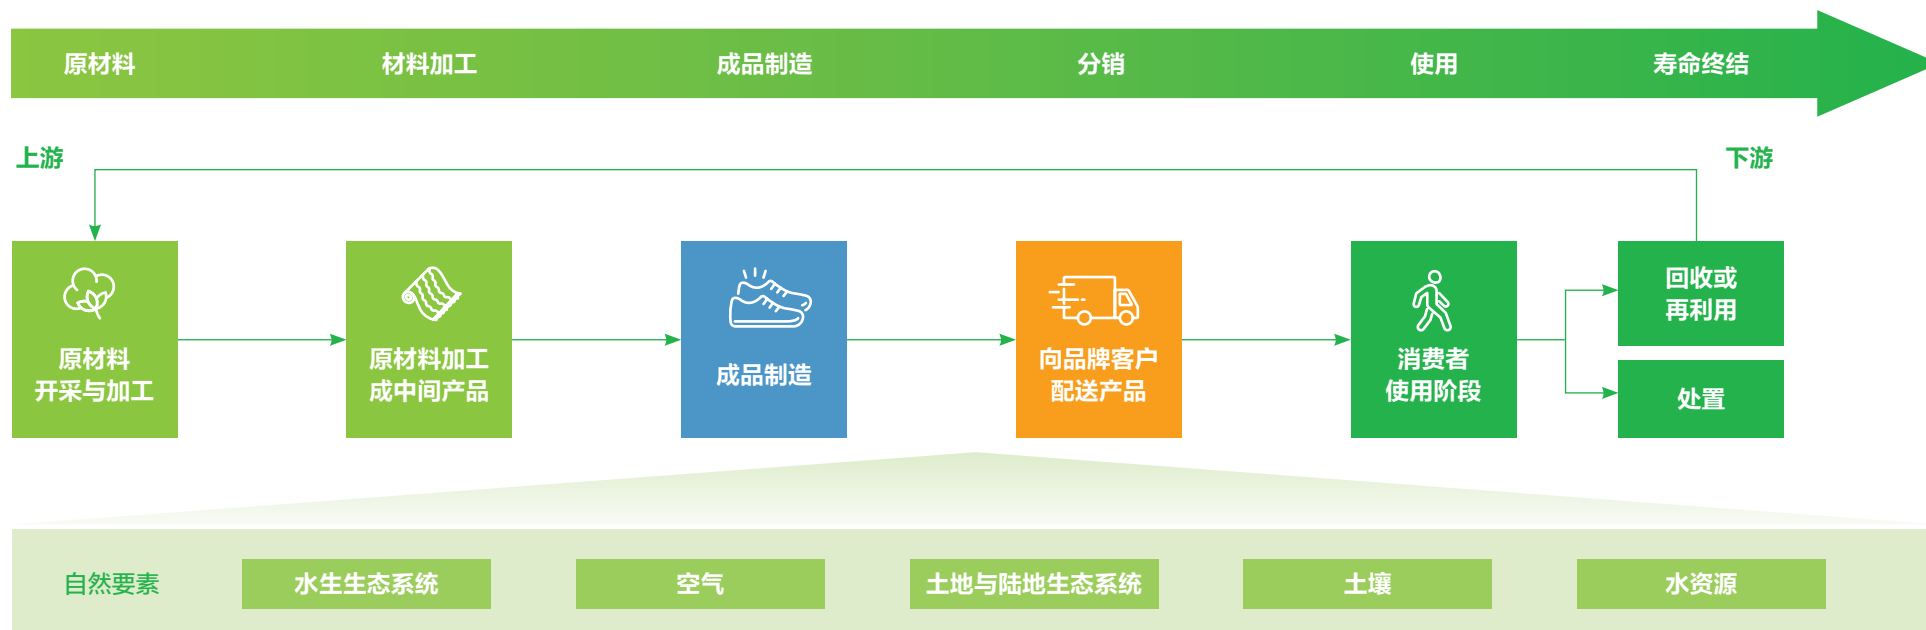 原材料
材料加工
成品制造
分销
使用
寿命终结
上游
下游
原材料
开采与加工
原材料加工
成中间产品
成品制造
向品牌客户
配送产品
消费者
使用阶段
回收或
再利用
处置
自然要素
水生生态系统
空气
土地与陆地生态系统
土壤
水资源